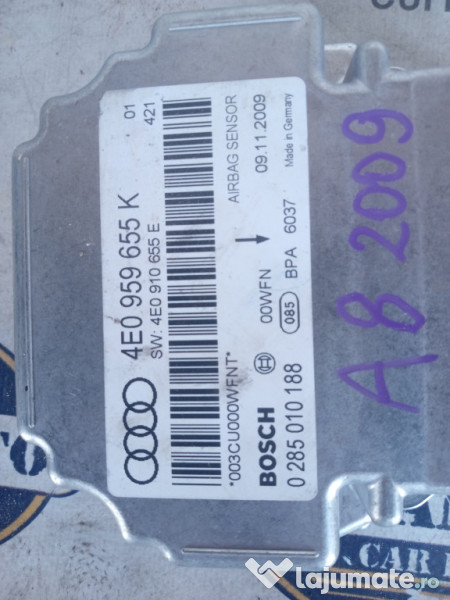 4E0 959 655 K
01
SW: 4E0 910 655 E
421
*003CU000WFNT*
AIRBAG SENSOR
BOSCH
00WFN
09.11.2009
0 285 010 188
085 BPA 6037
Made in Germany
A8 2009
CAR
lajumate.ro